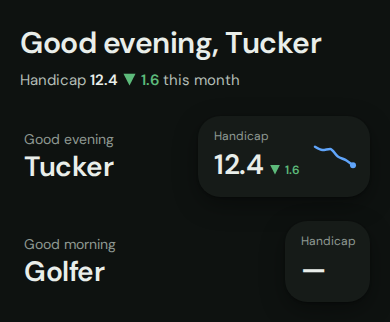 Good evening, Tucker
Handicap 12.4 ▼ 1.6 this month
Good evening
Tucker
Handicap
12.4 ▼ 1.6
Good morning
Golfer
Handicap
—